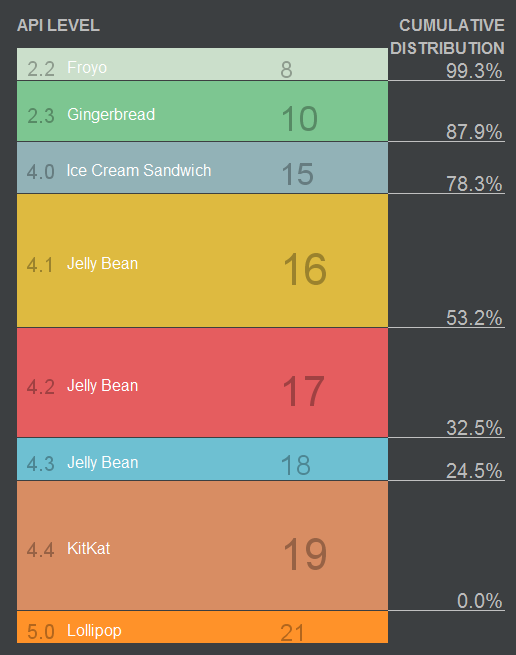 API LEVEL CUMULATIVE
DISTRIBUTION
2.2 Froyo 8 99.3%
2.3 Gingerbread 10 87.9%
4.0 Ice Cream Sandwich 15 78.3%
4.1 Jelly Bean 16 53.2%
4.2 Jelly Bean 17 32.5%
4.3 Jelly Bean 18 24.5%
4.4 KitKat 19 0.0%
5.0 Lollipop 21